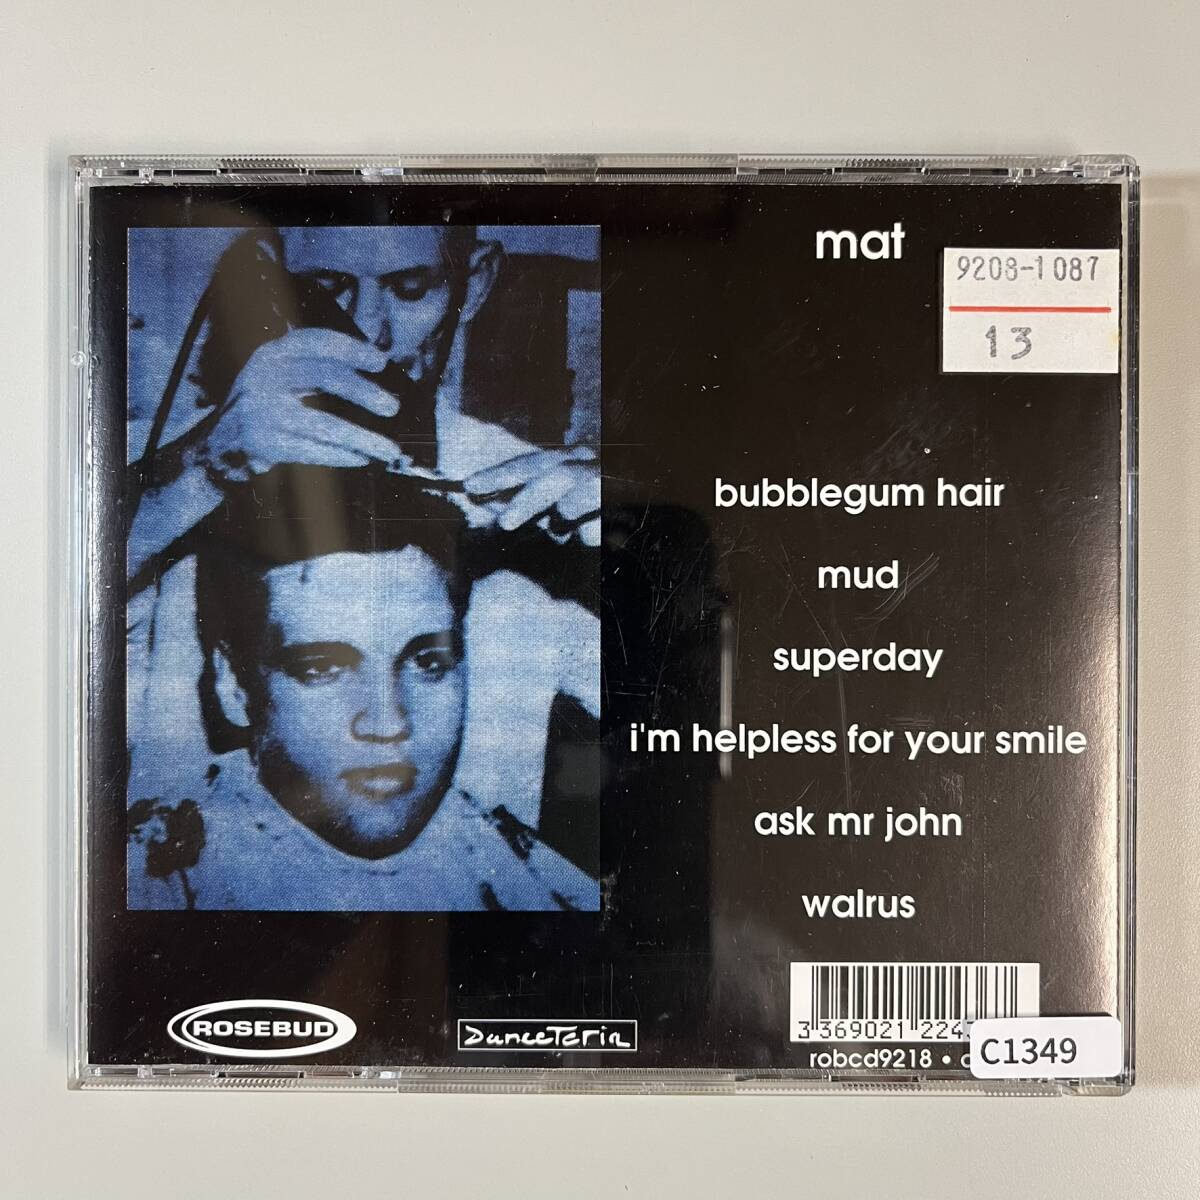 mat
9208-1087
13
bubblegum hair
mud
superday
i'm helpless for your smile
ask mr john
walrus
ROSEBUD
Danceteria
3 369021 224
robcd9218 •
C1349